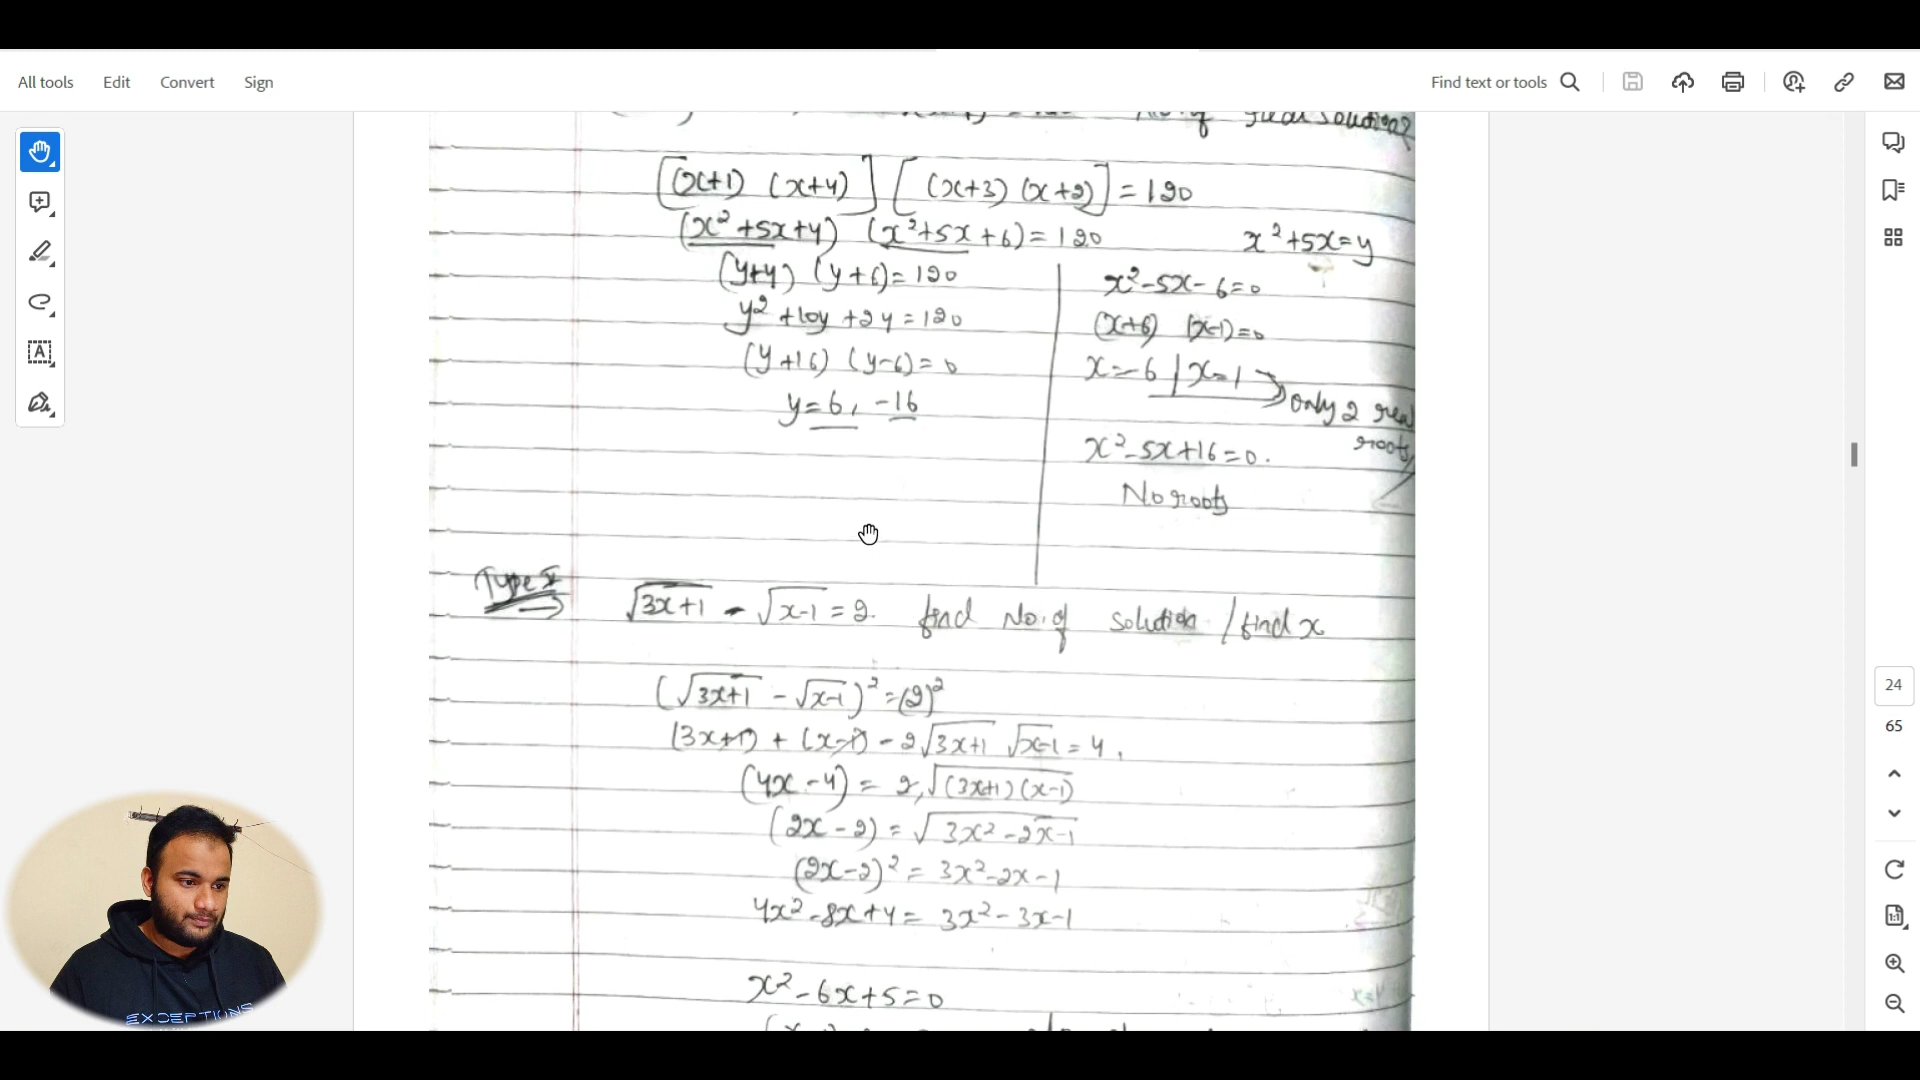 All tools Edit Convert Sign Find text or tools
No. of real solutions?
[(x+1) (x+4)] [(x+3) (x+2)] = 120
(x²+5x+4) (x²+5x+6) = 120 x²+5x=y
(y+4) (y+6) = 120
y²+10y+24=120
(y+16) (y-6)=0
y=6, -16
x²-5x-6=0
(x+6) (x-1)=0
x=-6 | x=1 → only 2 real
roots
x²-5x+16=0.
No roots
Type
√3x+1 - √x-1 = 2. find No. of solution / find x
(√3x+1 - √x-1)² = (2)²
(3x+1) + (x-1) - 2√3x+1 √x-1 = 4.
(4x-4) = 2√(3x+1)(x-1)
(2x-2) = √3x²-2x-1
(2x-2)² = 3x²-2x-1
4x²-8x+4 = 3x²-3x-1
x²-6x+5=0
24
65
EXCEPTIONS